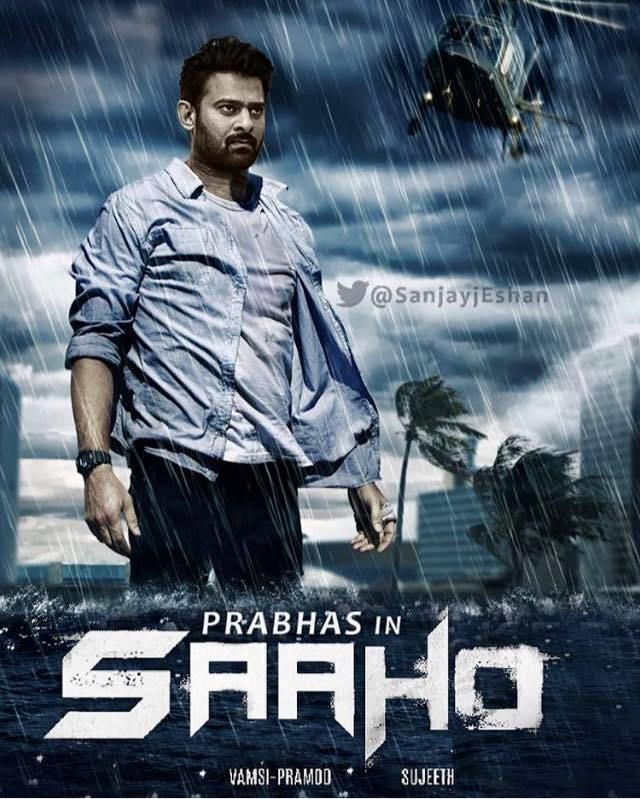 @SanjayjEshan
PRABHAS IN
SAAHO
VAMSI-PRAMOD
SUJEETH